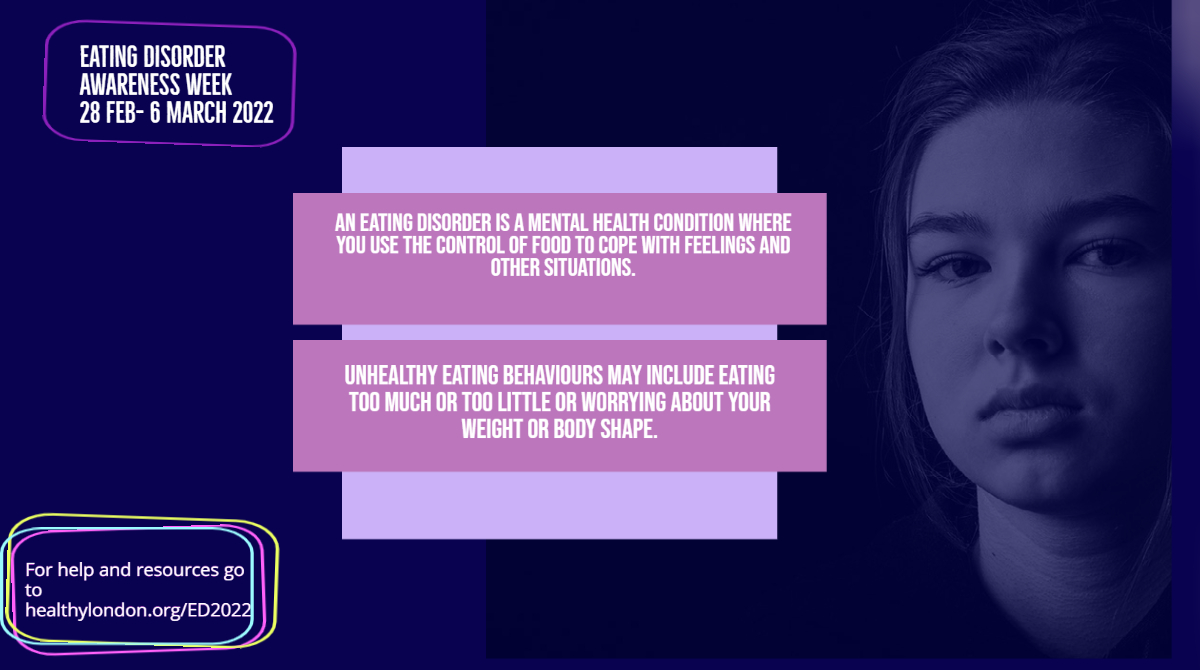 EATING DISORDER
AWARENESS WEEK
28 FEB- 6 MARCH 2022
AN EATING DISORDER IS A MENTAL HEALTH CONDITION WHERE
YOU USE THE CONTROL OF FOOD TO COPE WITH FEELINGS AND
OTHER SITUATIONS.
UNHEALTHY EATING BEHAVIOURS MAY INCLUDE EATING
TOO MUCH OR TOO LITTLE OR WORRYING ABOUT YOUR
WEIGHT OR BODY SHAPE.
For help and resources go
to
healthylondon.org/ED2022